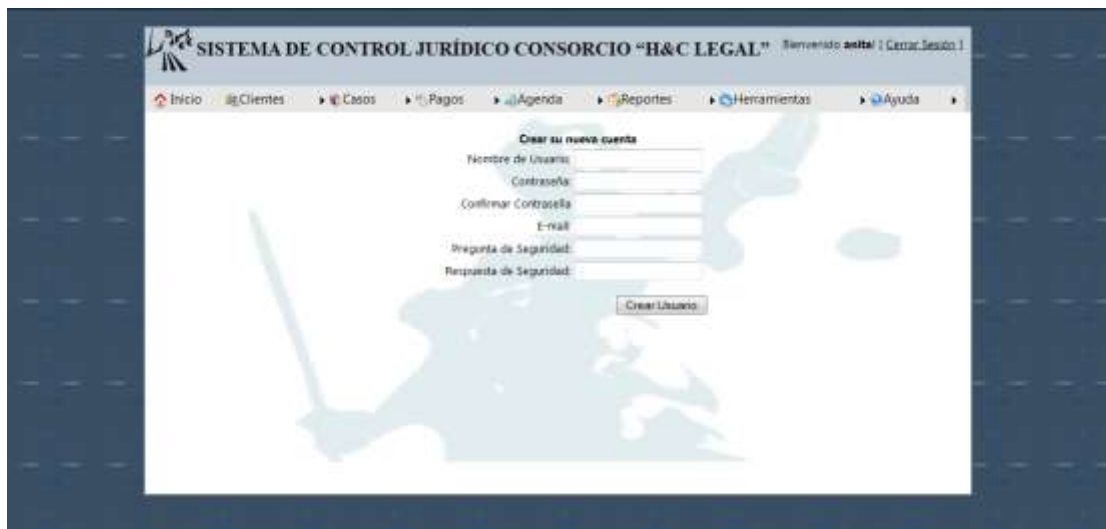 SISTEMA DE CONTROL JURÍDICO CONSORCIO “H&C LEGAL”
Bienvenido anita! [ Cerrar Sesión ]
Inicio Clientes Casos Pagos Agenda Reportes Herramientas Ayuda
Crear su nueva cuenta
Nombre de Usuario:
Contraseña:
Confirmar Contraseña
E-mail:
Pregunta de Seguridad:
Respuesta de Seguridad:
Crear Usuario